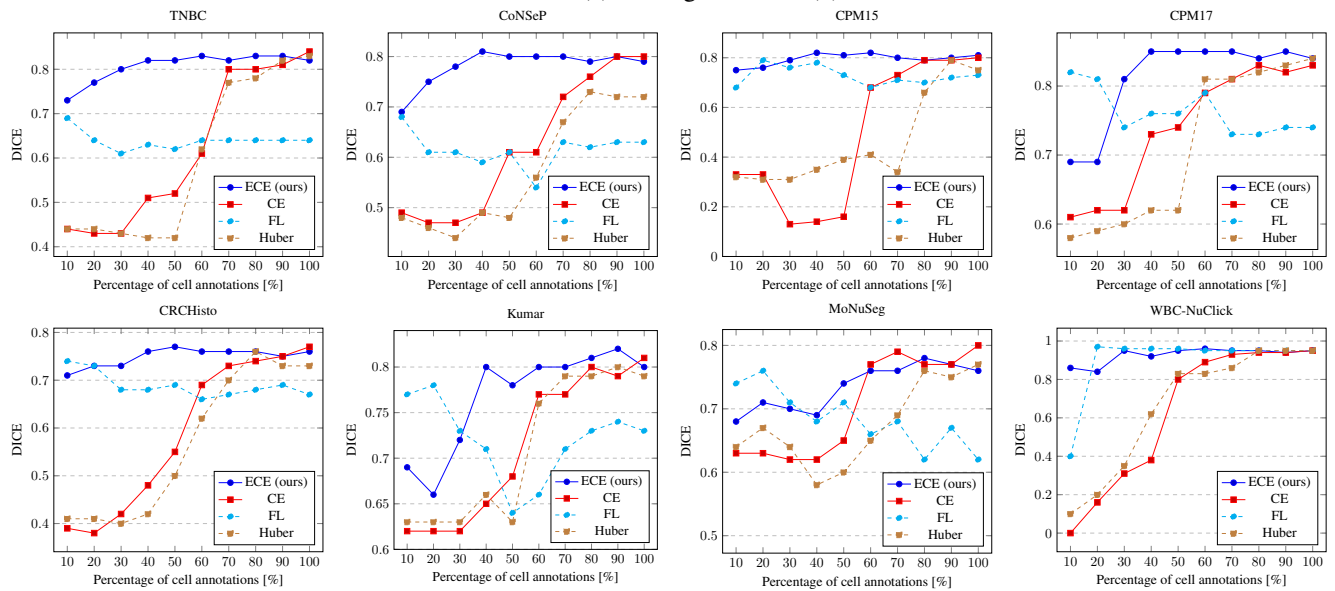 TNBC
0.8
0.7
0.6
0.5
0.4
DICE
ECE (ours)
CE
FL
Huber
10 20 30 40 50 60 70 80 90 100
Percentage of cell annotations [%]
CoNSeP
0.8
0.7
0.6
0.5
DICE
ECE (ours)
CE
FL
Huber
10 20 30 40 50 60 70 80 90 100
Percentage of cell annotations [%]
CPM15
0.8
0.6
0.4
0.2
0
DICE
ECE (ours)
CE
FL
Huber
10 20 30 40 50 60 70 80 90 100
Percentage of cell annotations [%]
CPM17
0.8
0.7
0.6
DICE
ECE (ours)
CE
FL
Huber
10 20 30 40 50 60 70 80 90 100
Percentage of cell annotations [%]
CRCHisto
0.8
0.7
0.6
0.5
0.4
DICE
ECE (ours)
CE
FL
Huber
10 20 30 40 50 60 70 80 90 100
Percentage of cell annotations [%]
Kumar
0.8
0.75
0.7
0.65
0.6
DICE
ECE (ours)
CE
FL
Huber
10 20 30 40 50 60 70 80 90 100
Percentage of cell annotations [%]
MoNuSeg
0.8
0.7
0.6
0.5
DICE
ECE (ours)
CE
FL
Huber
10 20 30 40 50 60 70 80 90 100
Percentage of cell annotations [%]
WBC-NuClick
1
0.8
0.6
0.4
0.2
0
DICE
ECE (ours)
CE
FL
Huber
10 20 30 40 50 60 70 80 90 100
Percentage of cell annotations [%]